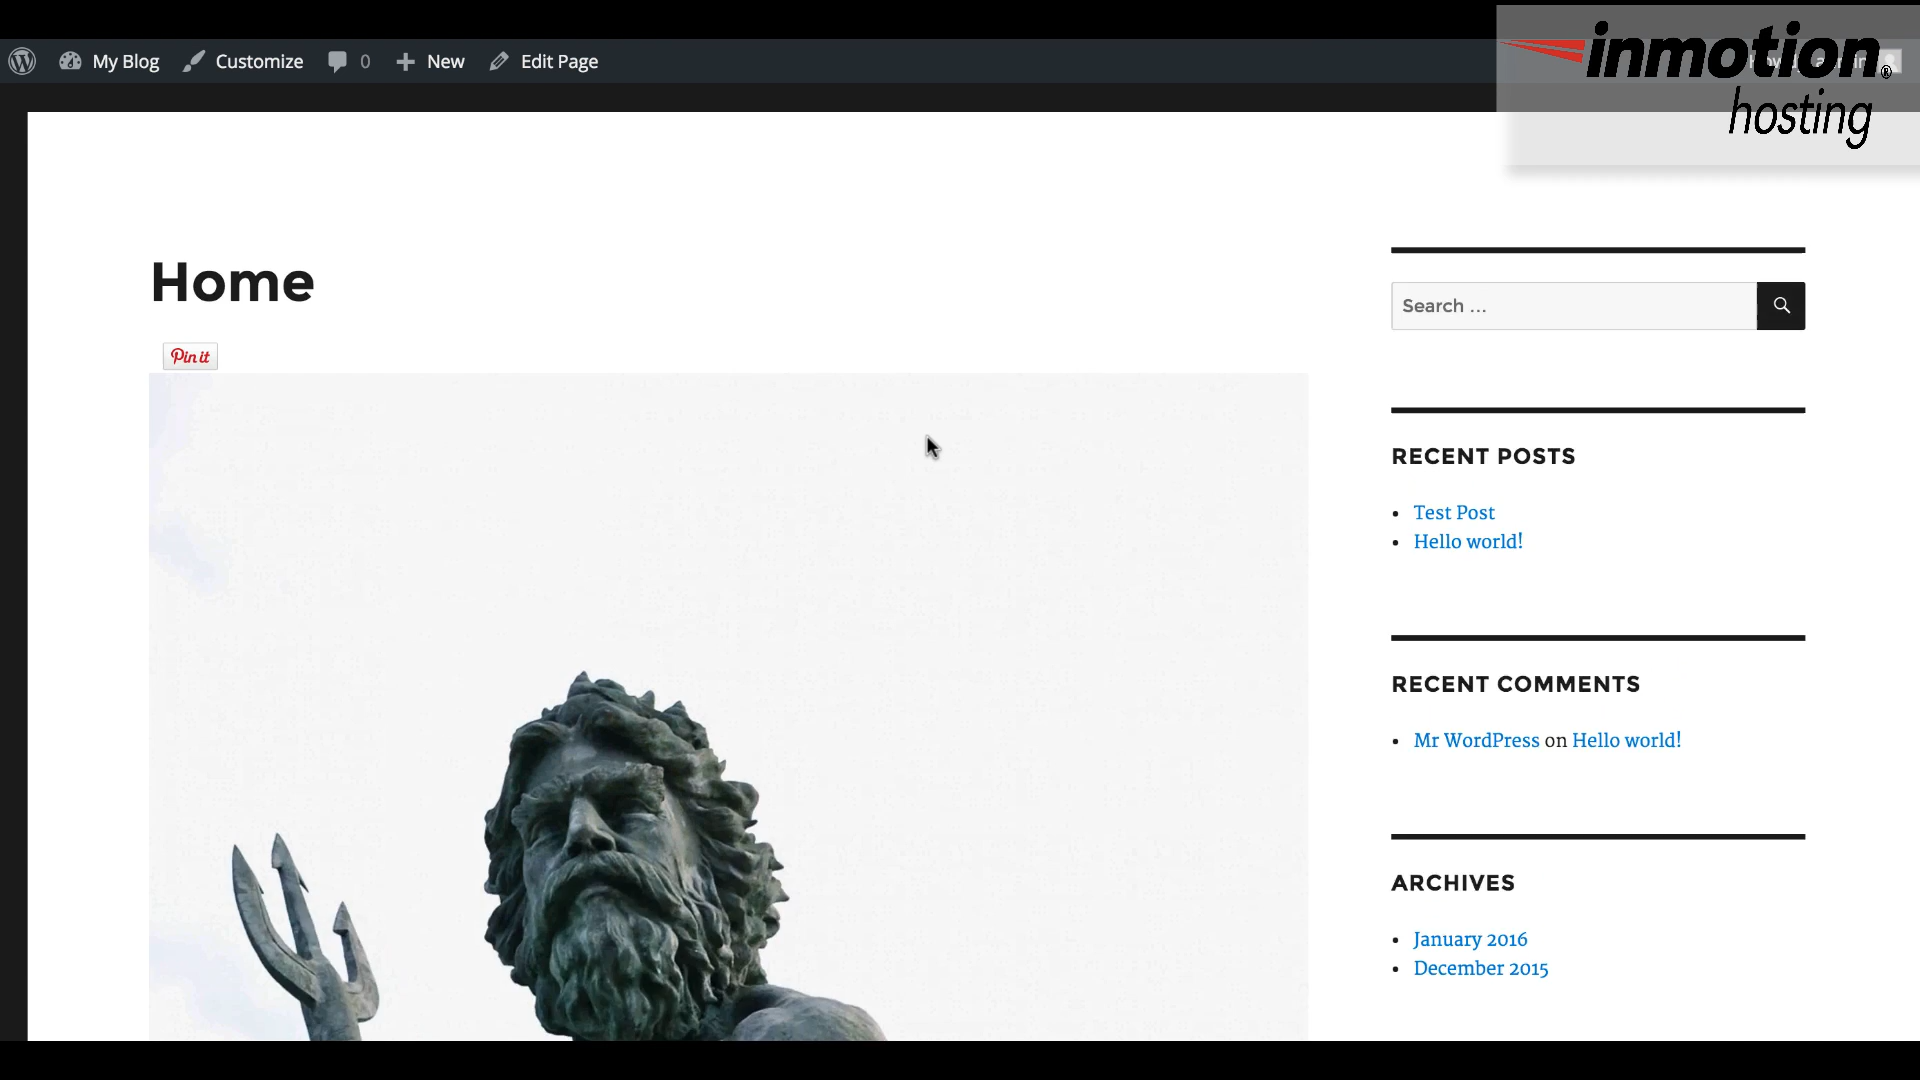 My Blog
Customize
0
New
Edit Page
inmotion®
hosting
Home
Pin it
Search ...
RECENT POSTS
Test Post
Hello world!
RECENT COMMENTS
Mr WordPress on Hello world!
ARCHIVES
January 2016
December 2015